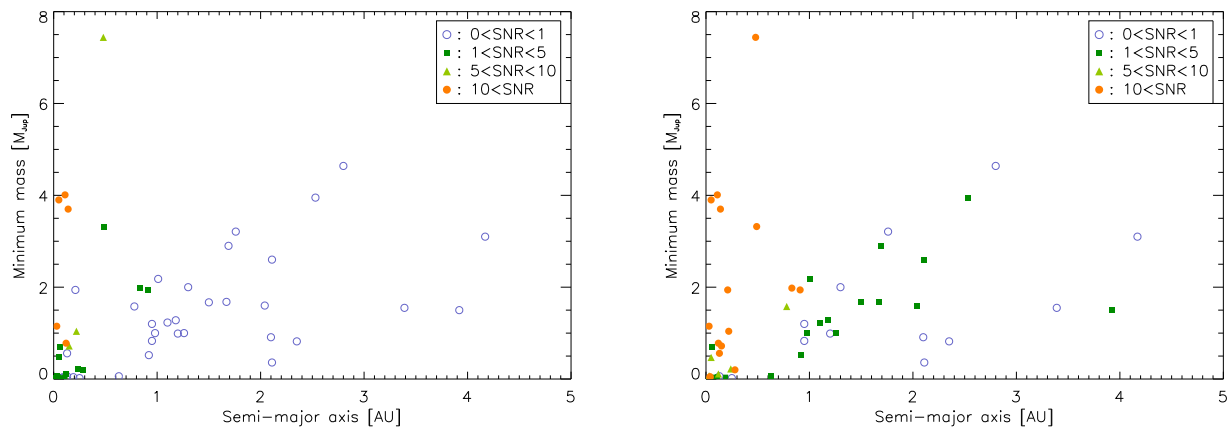 8
6
4
2
0
0 1 2 3 4 5
Minimum mass [MJup]
Semi-major axis [AU]
: 0<SNR<1
: 1<SNR<5
: 5<SNR<10
: 10<SNR
8
6
4
2
0
0 1 2 3 4 5
Minimum mass [MJup]
Semi-major axis [AU]
: 0<SNR<1
: 1<SNR<5
: 5<SNR<10
: 10<SNR